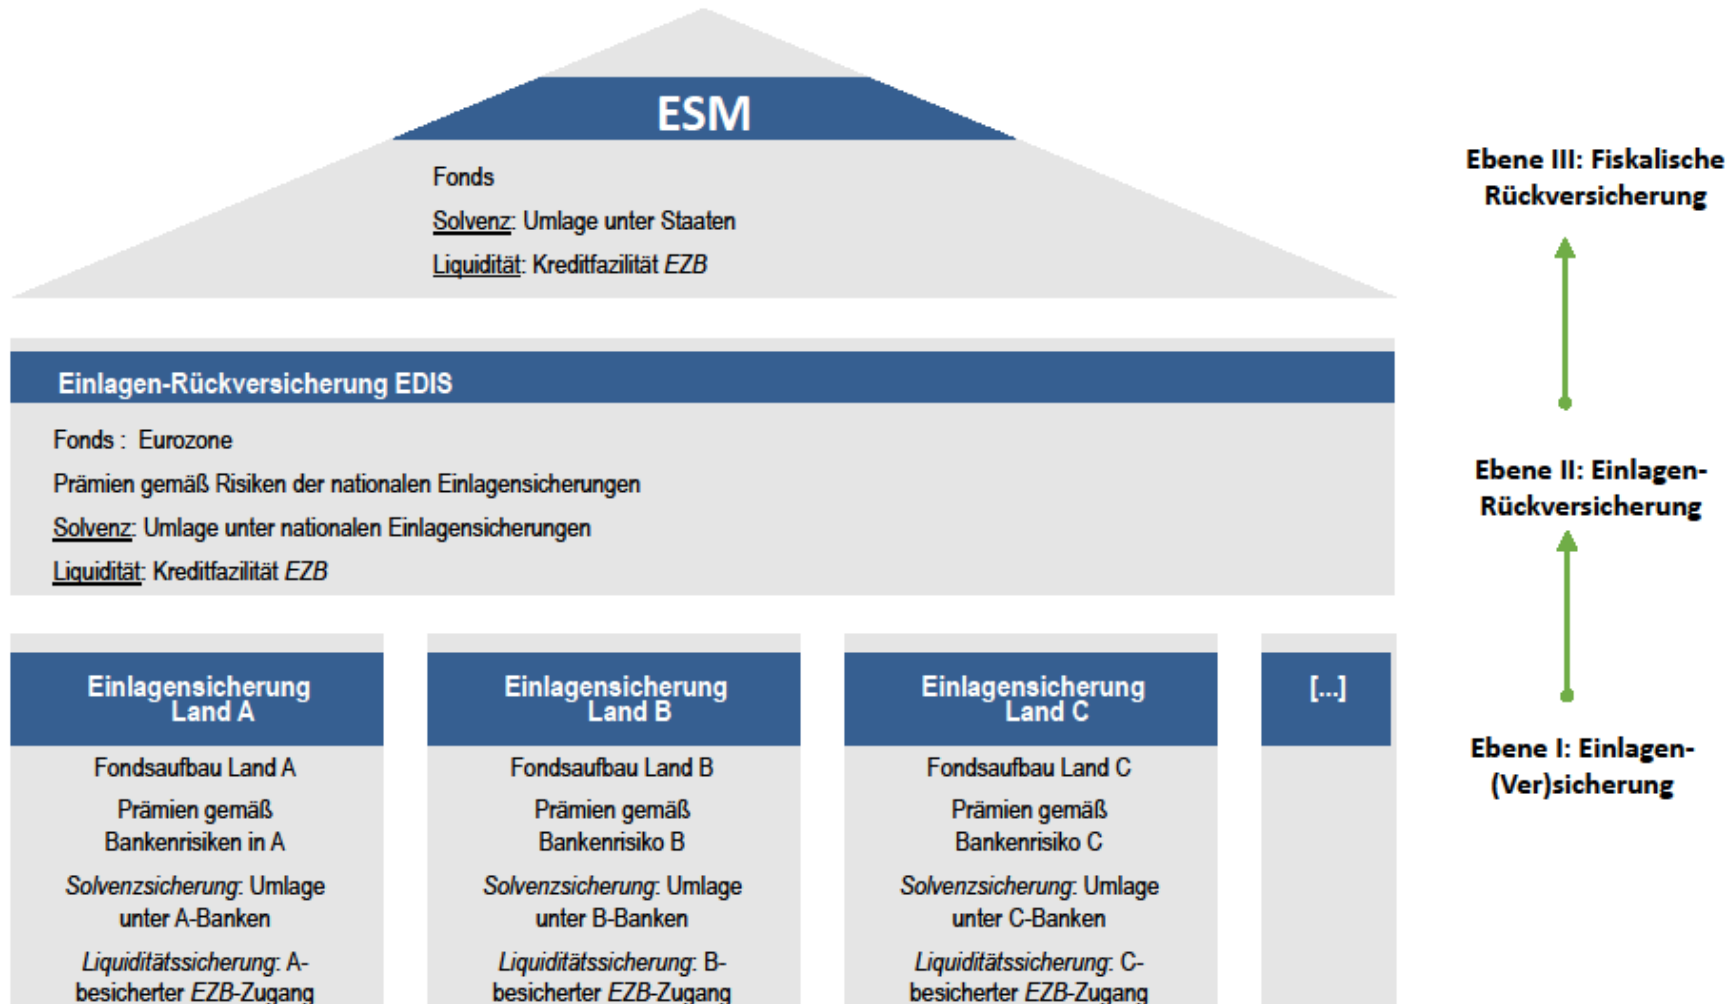 ESM
Fonds
Solvenz: Umlage unter Staaten
Liquidität: Kreditfazilität EZB
Ebene III: Fiskalische
Rückversicherung
Einlagen-Rückversicherung EDIS
Fonds : Eurozone
Prämien gemäß Risiken der nationalen Einlagensicherungen
Solvenz: Umlage unter nationalen Einlagensicherungen
Liquidität: Kreditfazilität EZB
Ebene II: Einlagen-
Rückversicherung
Einlagensicherung
Land A
Fondsaufbau Land A
Prämien gemäß
Bankenrisiken in A
Solvenzsicherung: Umlage
unter A-Banken
Liquiditätssicherung: A-
besicherter EZB-Zugang
Einlagensicherung
Land B
Fondsaufbau Land B
Prämien gemäß
Bankenrisiko B
Solvenzsicherung: Umlage
unter B-Banken
Liquiditätssicherung: B-
besicherter EZB-Zugang
Einlagensicherung
Land C
Fondsaufbau Land C
Prämien gemäß
Bankenrisiko C
Solvenzsicherung: Umlage
unter C-Banken
Liquiditätssicherung: C-
besicherter EZB-Zugang
[...]
Ebene I: Einlagen-
(Ver)sicherung